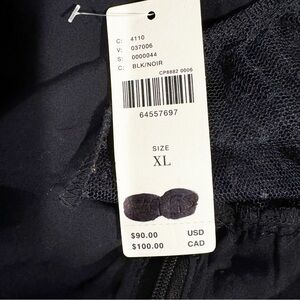 C: 4110
V: 037006
S: 0000044
C: BLK/NOIR
CP8882 0006
64557697
SIZE
XL
$90.00 USD
$100.00 CAD